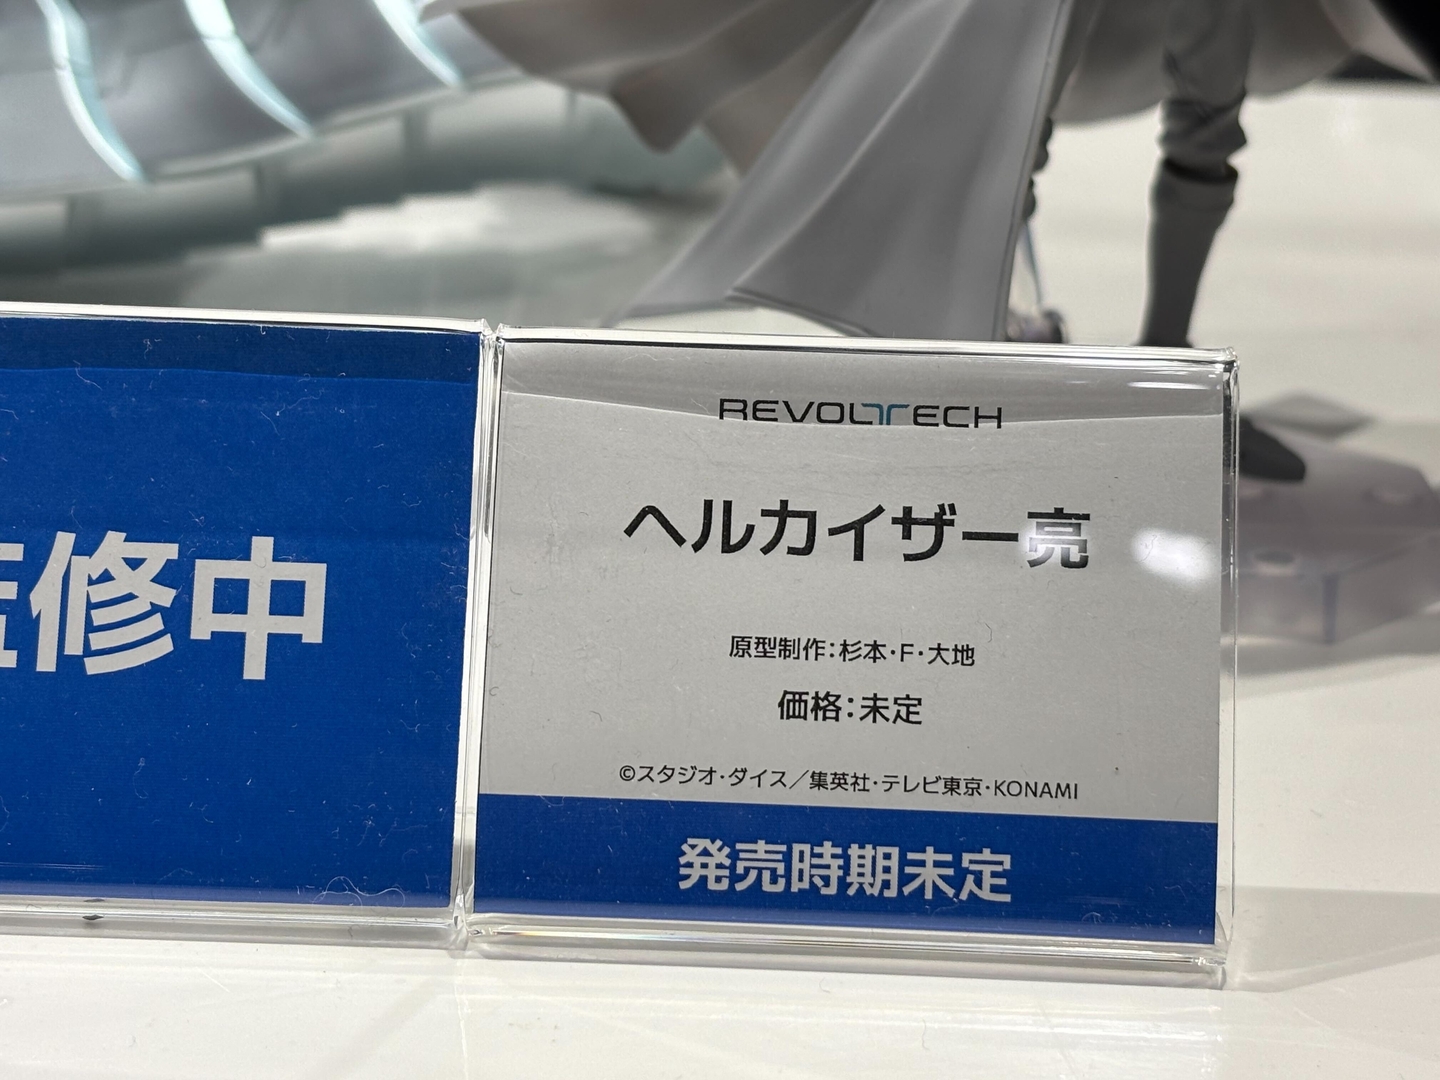 監修中
REVOLTECH
ヘルカイザー亮
原型制作:杉本・F・大地
価格:未定
©スタジオ・ダイス/集英社・テレビ東京・KONAMI
発売時期未定